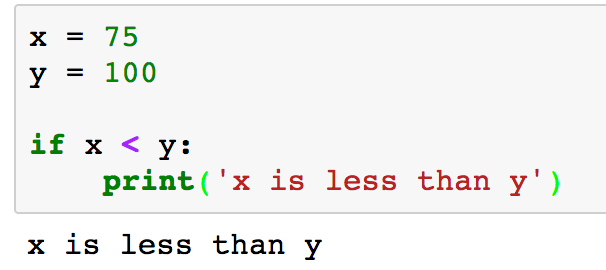 x = 75
y = 100
if x < y:
    print('x is less than y')
x is less than y